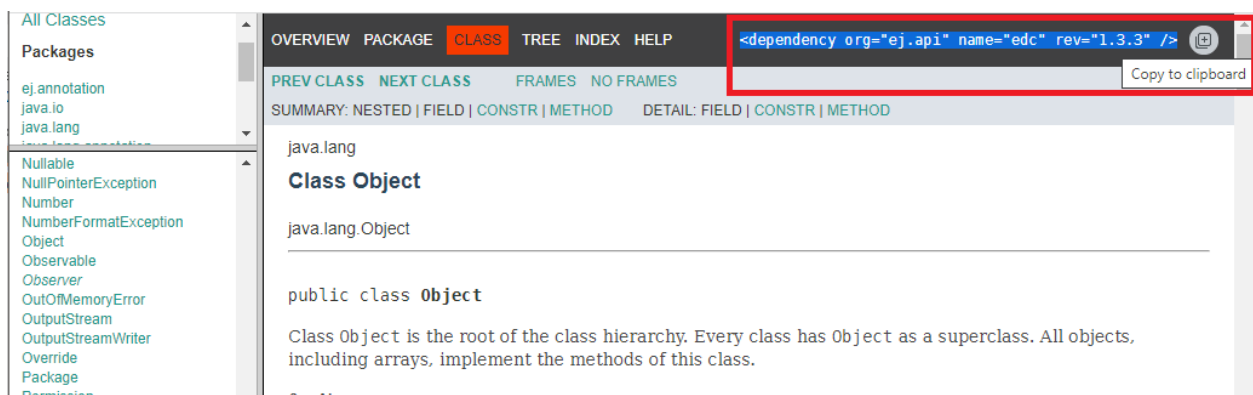 All Classes
Packages
ej.annotation
java.io
java.lang
java.lang.annotation
Nullable
NullPointerException
Number
NumberFormatException
Object
Observable
Observer
OutOfMemoryError
OutputStream
OutputStreamWriter
Override
Package
Permission
OVERVIEW PACKAGE CLASS TREE INDEX HELP
<dependency org="ej.api" name="edc" rev="1.3.3" />
Copy to clipboard
PREV CLASS NEXT CLASS FRAMES NO FRAMES
SUMMARY: NESTED | FIELD | CONSTR | METHOD DETAIL: FIELD | CONSTR | METHOD
java.lang
Class Object
java.lang.Object
public class Object
Class Object is the root of the class hierarchy. Every class has Object as a superclass. All objects,
including arrays, implement the methods of this class.